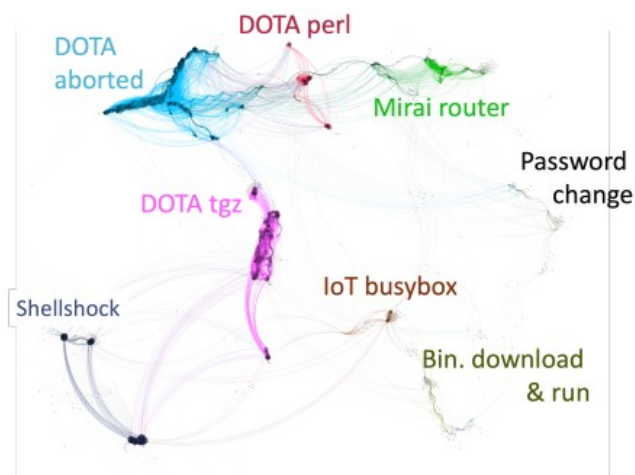 DOTA perl
DOTA
aborted
Mirai router
Password
change
DOTA tgz
IoT busybox
Shellshock
Bin. download
& run